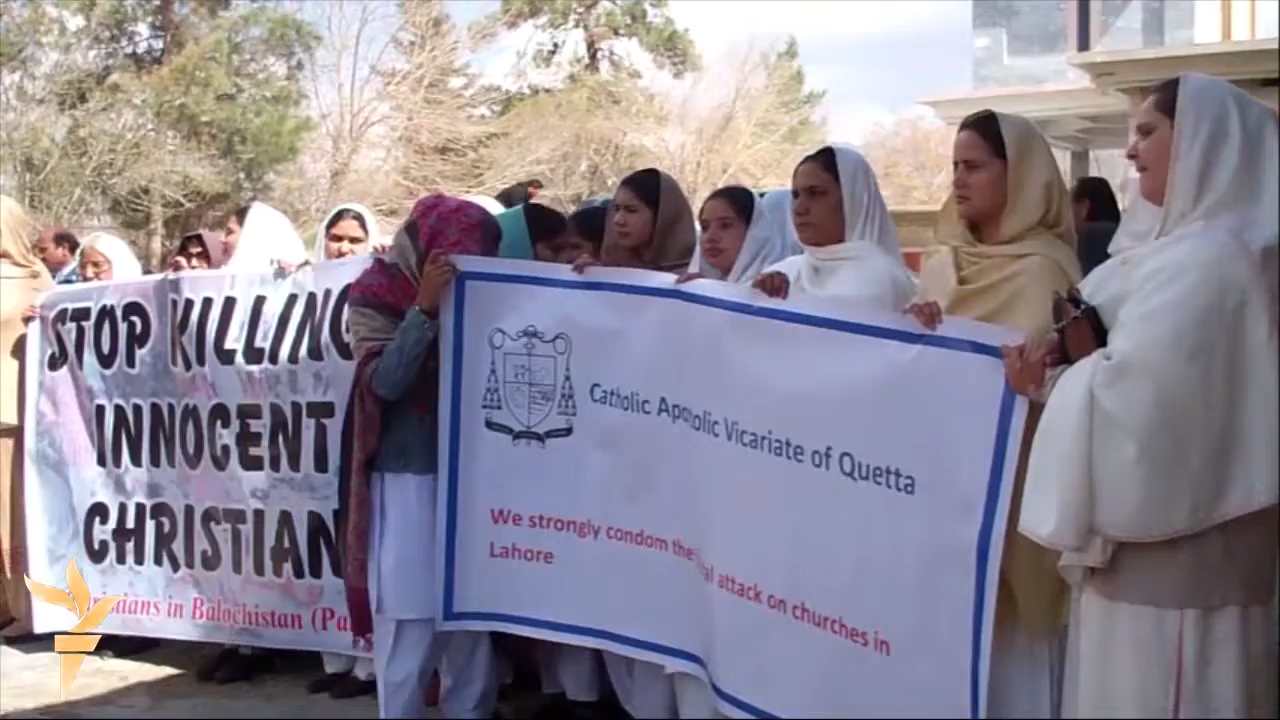 STOP KILLING
INNOCENT
CHRISTIAN
in Balochistan
Catholic Apostolic Vicariate of Quetta
We strongly condom the attack on churches in
Lahore